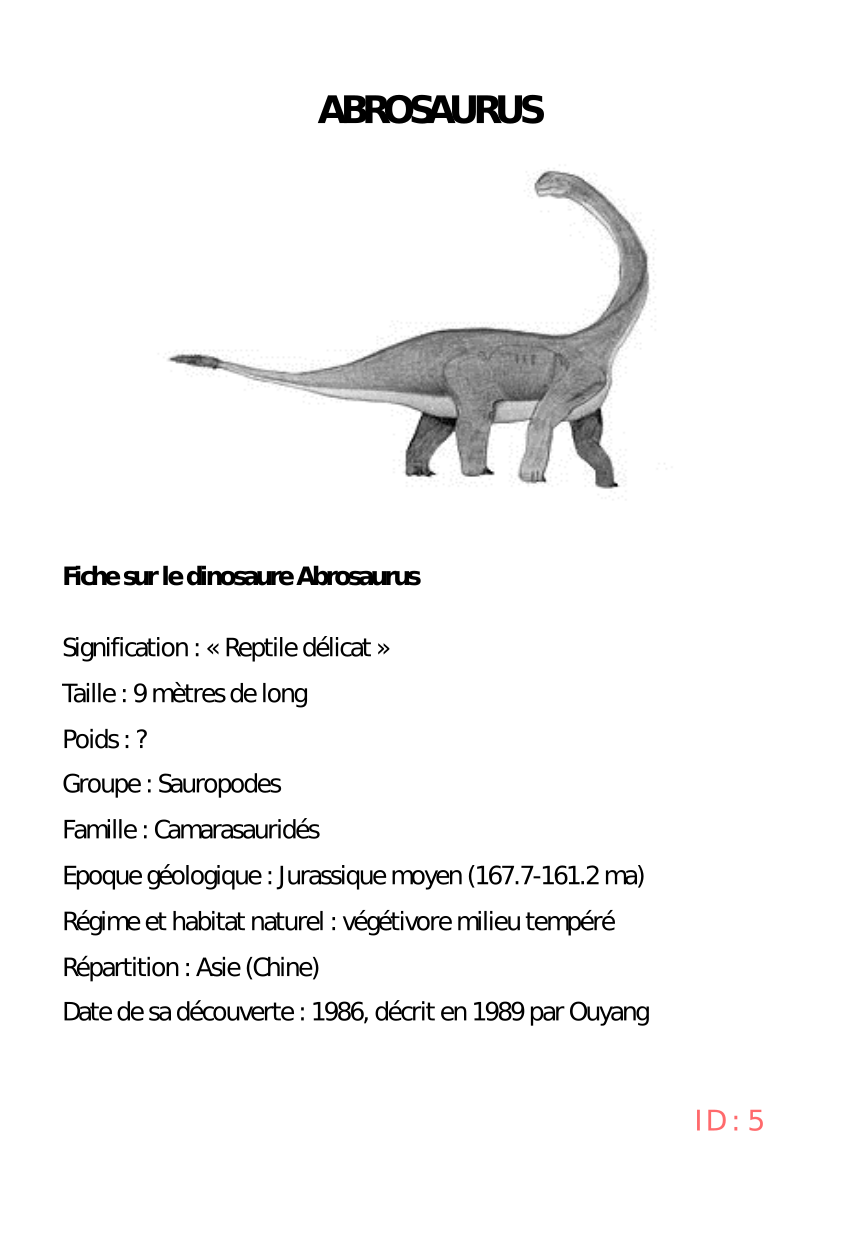 ABROSAURUS
Fiche sur le dinosaure Abrosaurus
Signification : « Reptile délicat »
Taille : 9 mètres de long
Poids : ?
Groupe : Sauropodes
Famille : Camarasauridés
Epoque géologique : Jurassique moyen (167.7-161.2 ma)
Régime et habitat naturel : végétivore milieu tempéré
Répartition : Asie (Chine)
Date de sa découverte : 1986, décrit en 1989 par Ouyang
ID : 5